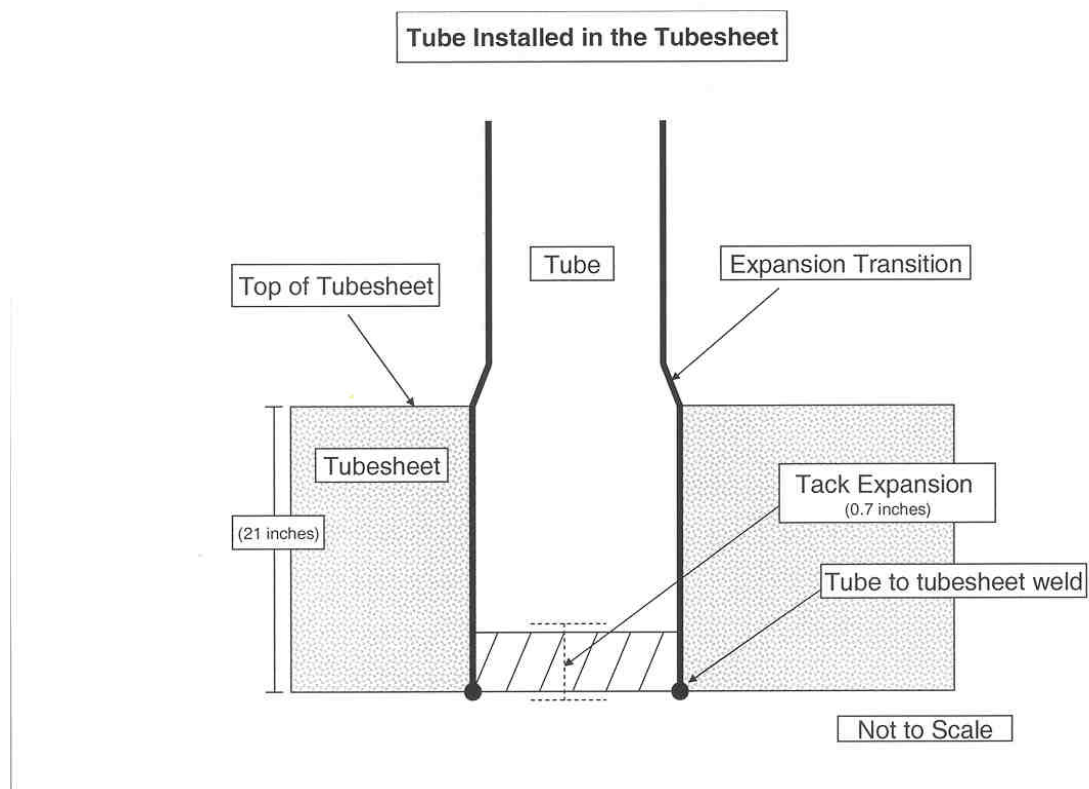 Tube Installed in the Tubesheet
Tube
Expansion Transition
Top of Tubesheet
Tubesheet
Tack Expansion
(0.7 inches)
(21 inches)
Tube to tubesheet weld
Not to Scale